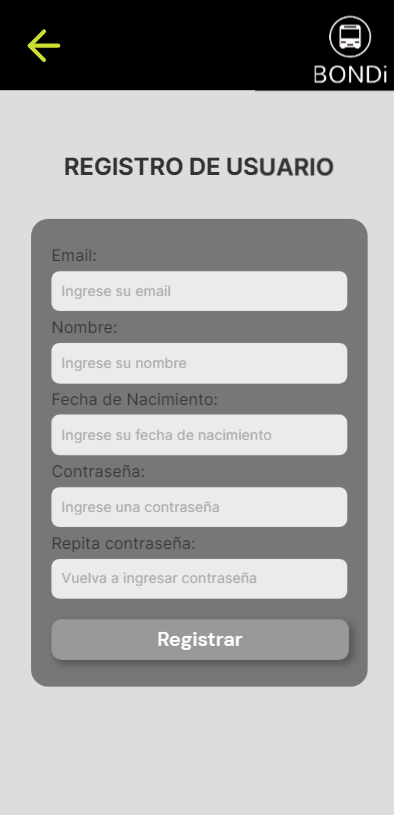 BONDi
REGISTRO DE USUARIO
Email:
Ingrese su email
Nombre:
Ingrese su nombre
Fecha de Nacimiento:
Ingrese su fecha de nacimiento
Contraseña:
Ingrese una contraseña
Repita contraseña:
Vuelva a ingresar contraseña
Registrar